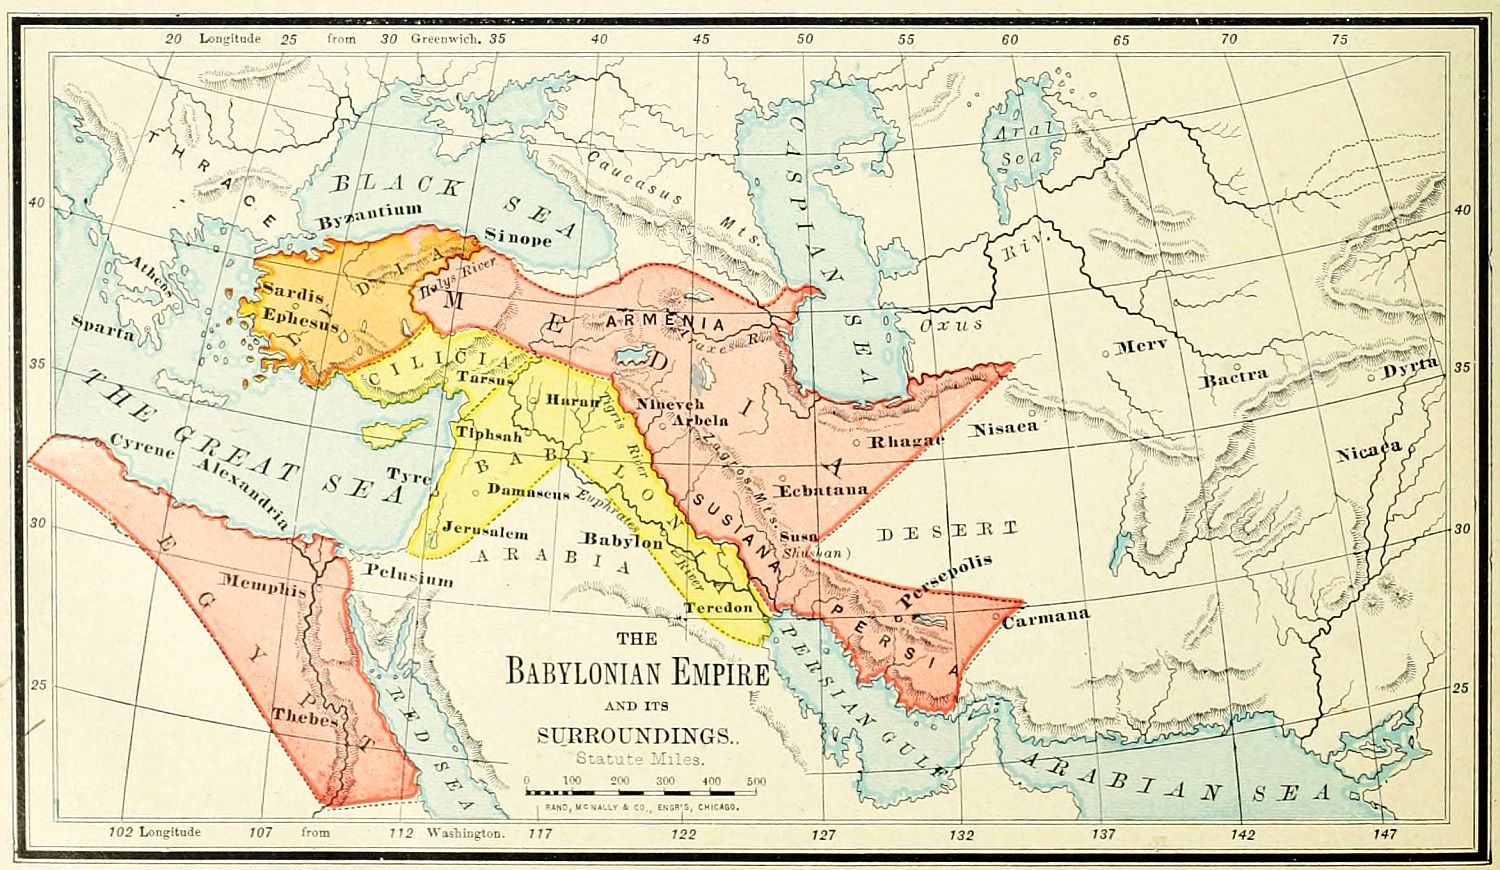 20 Longitude 25 from 30 Greenwich. 35 40 45 50 55 60 65 70 75
THRACE
BLACK SEA
Byzantium
Sinope
Caucasus Mts.
CASPIAN SEA
Aral
Sea
40
40
Athens
Sparta
Sardis
Ephesus
LYDIA
Halys River
MEDIA
ARMENIA
Araxes R.
Oxus Riv.
Merv
Bactra
Dyrta
35
35
THE GREAT SEA
CILICIA
Tarsus
Haran
Tigris River
Nineveh
Arbela
Zagros Mts.
Rhagae
Nisaea
Nicaea
Cyrene
Alexandria
Tyre
Tiphsah
BABYLONIA
Damascus
Euphrates River
Ecbatana
SUSIANA
Susa
Shushan)
DESERT
30
30
Jerusalem
ARABIA
Babylon
Pelusium
Memphis
EGYPT
Teredon
Persepolis
Carmana
PERSIA
PERSIAN GULF
25
25
Thebes
RED SEA
ARABIAN SEA
THE
BABYLONIAN EMPIRE
AND ITS
SURROUNDINGS.
Statute Miles.
0 100 200 300 400 500
RAND, McNALLY & CO., ENGR'S, CHICAGO.
102 Longitude 107 from 112 Washington. 117 122 127 132 137 142 147